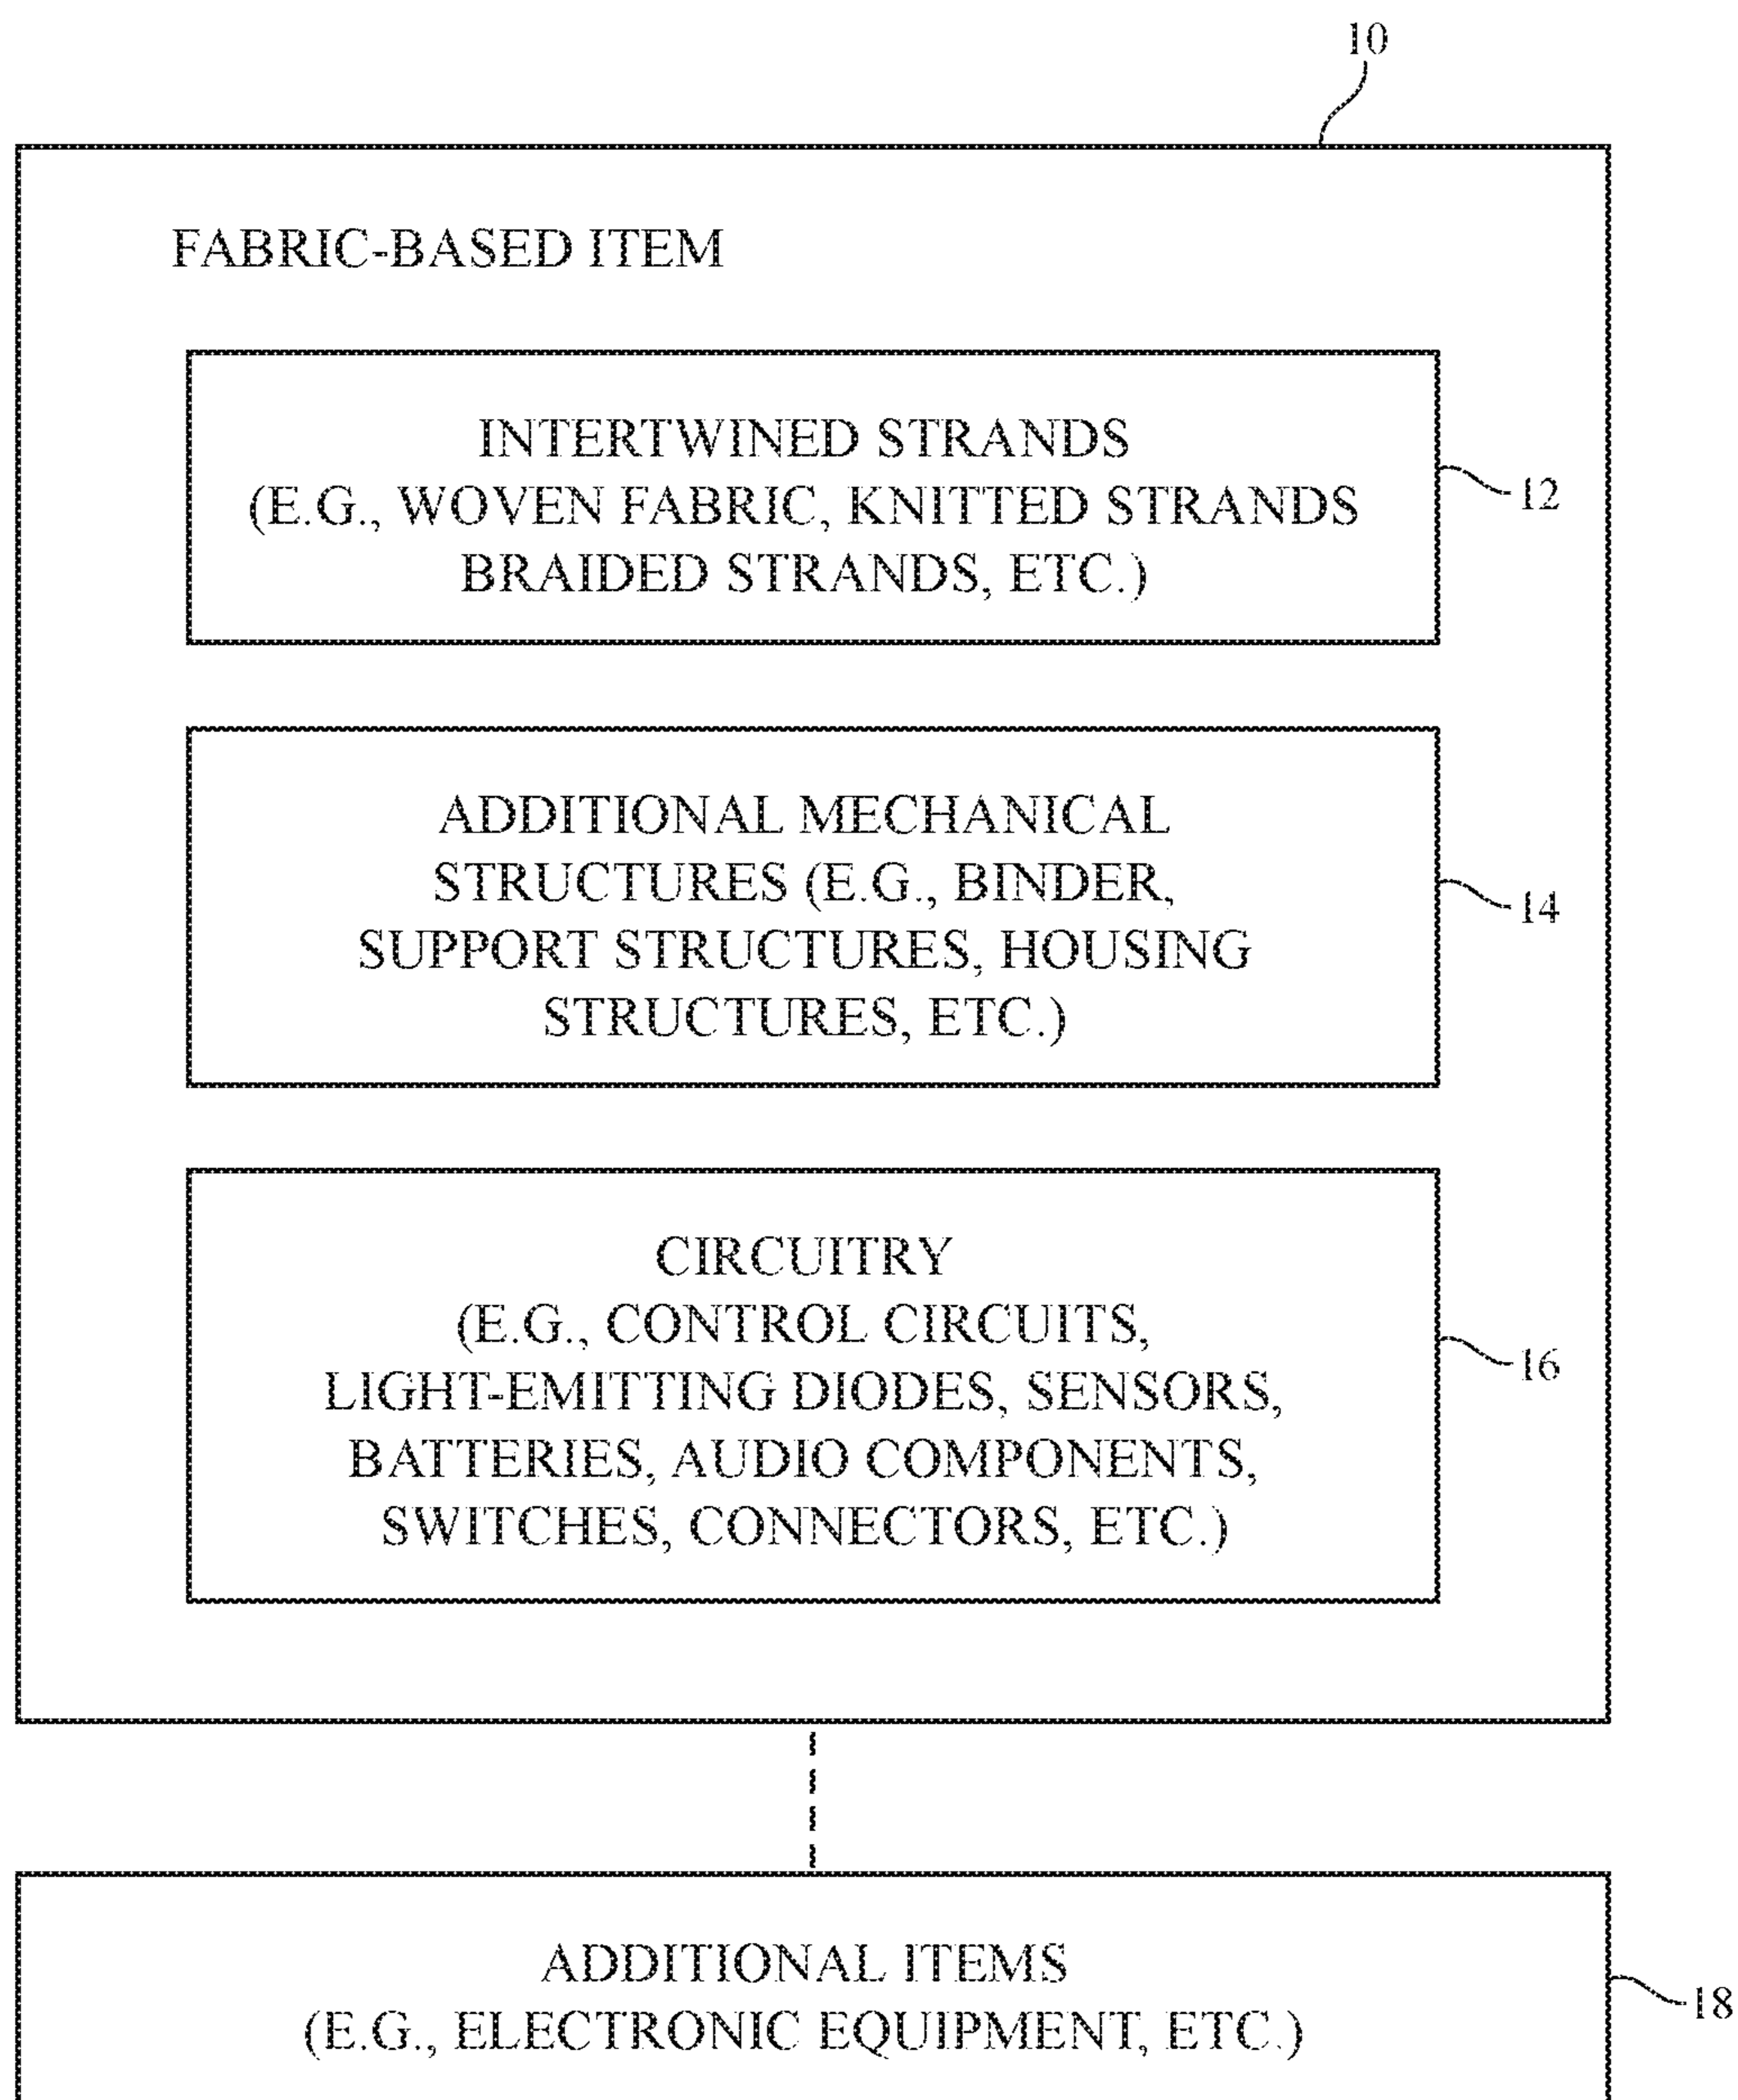 10
FABRIC-BASED ITEM
INTERTWINED STRANDS
(E.G., WOVEN FABRIC, KNITTED STRANDS
BRAIDED STRANDS, ETC.)
12
ADDITIONAL MECHANICAL
STRUCTURES (E.G., BINDER,
SUPPORT STRUCTURES, HOUSING
STRUCTURES, ETC.)
14
CIRCUITRY
(E.G., CONTROL CIRCUITS,
LIGHT-EMITTING DIODES, SENSORS,
BATTERIES, AUDIO COMPONENTS,
SWITCHES, CONNECTORS, ETC.)
16
ADDITIONAL ITEMS
(E.G., ELECTRONIC EQUIPMENT, ETC.)
18